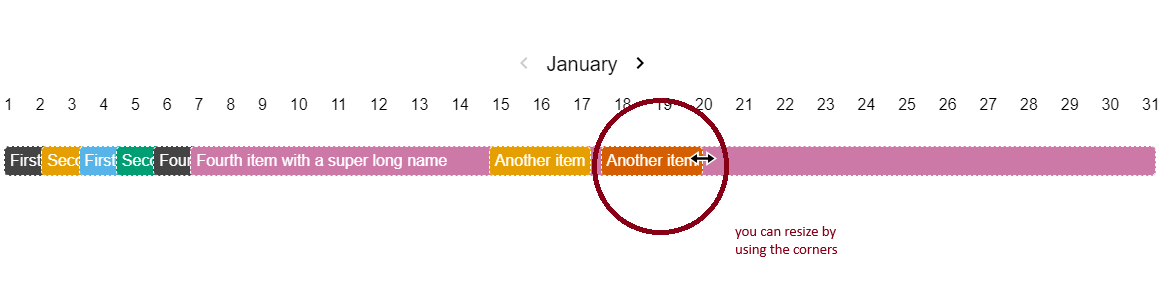 January
1 2 3 4 5 6 7 8 9 10 11 12 13 14 15 16 17 18 19 20 21 22 23 24 25 26 27 28 29 30 31
First Seco First Seco Four Fourth item with a super long name Another item Another item
you can resize by
using the corners